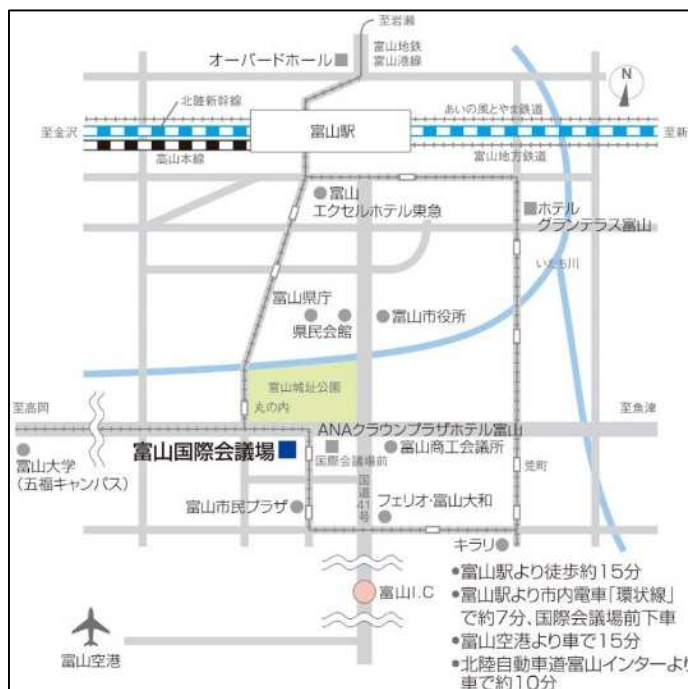 至岩瀬
オーバードホール
富山地鉄
富山港線
N
北陸新幹線
あいの風とやま鉄道
至金沢
富山駅
至新
高山本線
富山地方鉄道
富山
エクセルホテル東急
ホテル
グランテラス富山
いたち川
富山県庁
県民会館
富山市役所
富山城址公園
至高岡
丸の内
至魚津
ANAクラウンプラザホテル富山
富山国際会議場
国際会議場前
富山商工会議所
荒町
富山大学
(五福キャンパス)
国道41号
富山市民プラザ
フェリオ・富山大和
キラリ
富山I.C
富山空港
●富山駅より徒歩約15分
●富山駅より市内電車「環状線」
で約7分、国際会議場前下車
●富山空港より車で15分
●北陸自動車道富山インターより
車で約10分